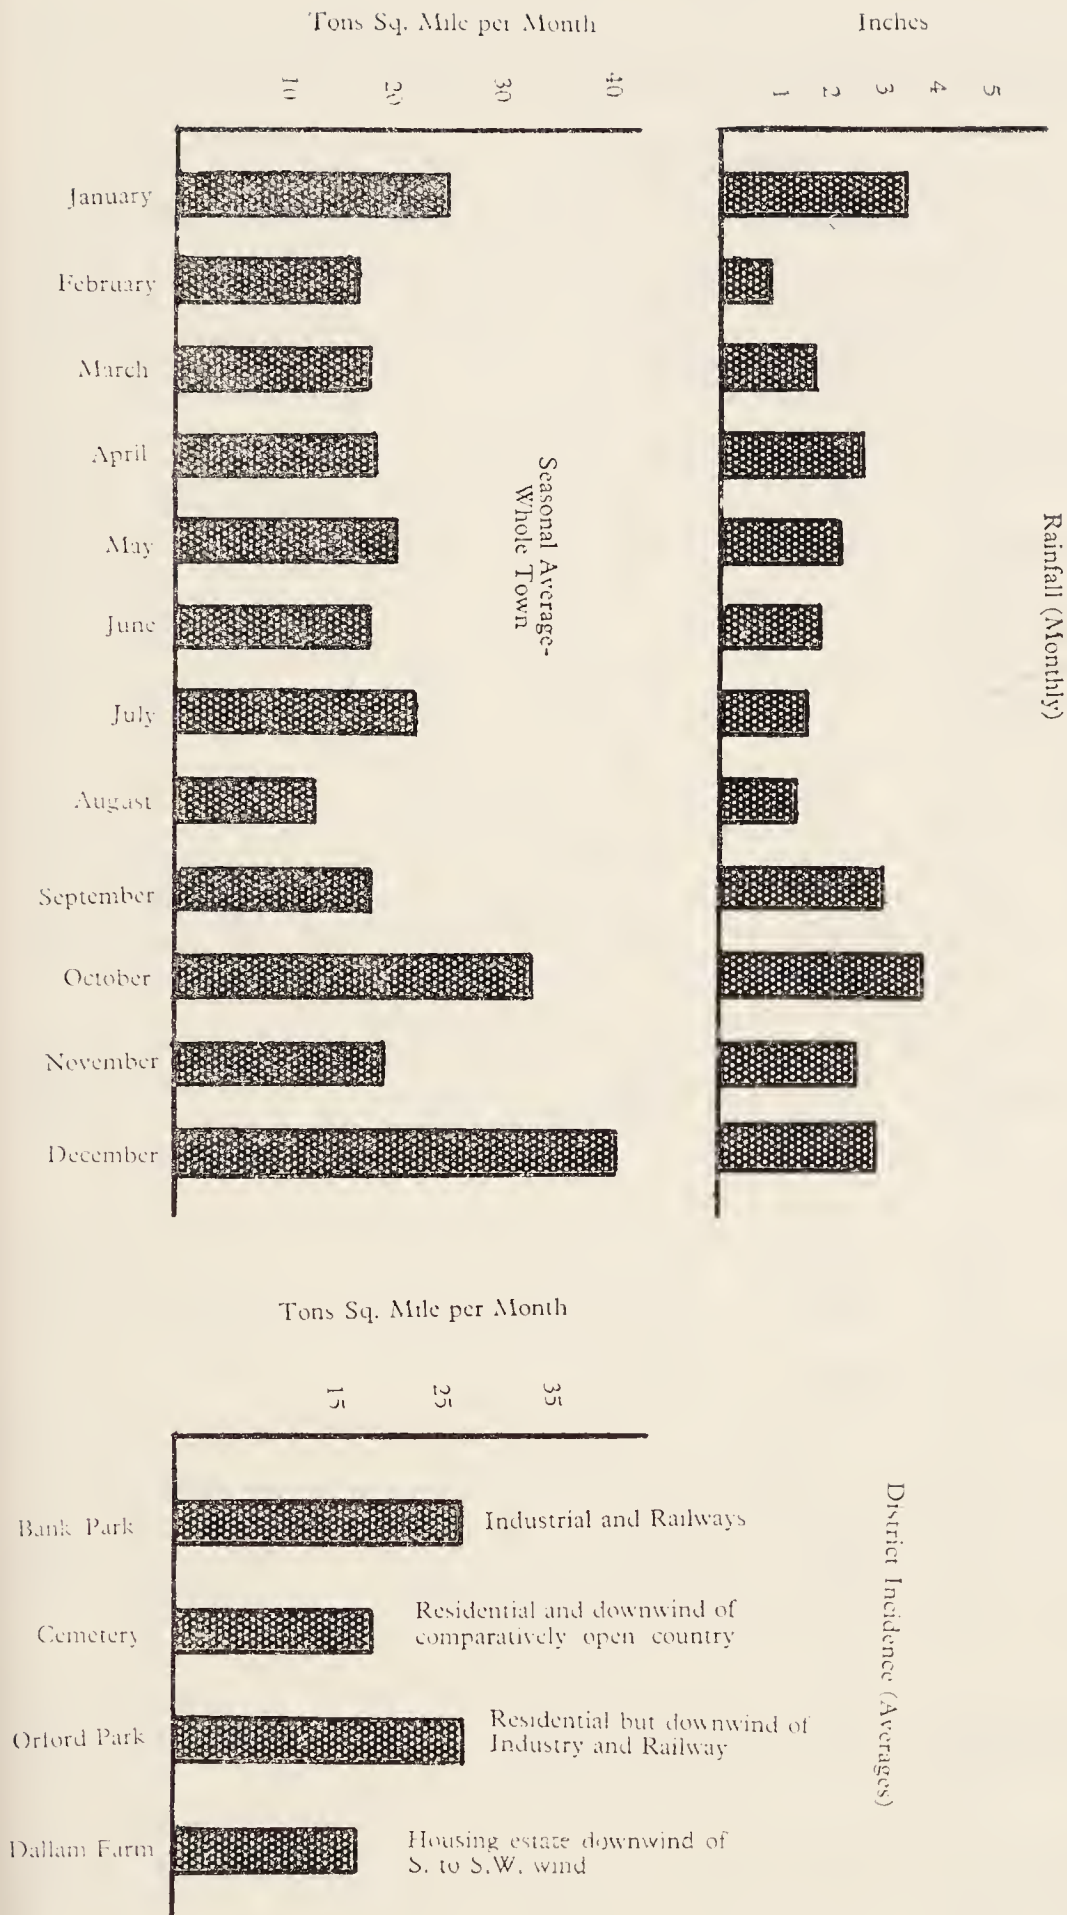 Tons Sq. Mile per Month
Inches
10 20 30 40
1 2 3 4 5
January
February
March
April
May
June
July
August
September
October
November
December
Seasonal Average-
Whole Town
Rainfall (Monthly)
Tons Sq. Mile per Month
15 25 35
District Incidence (Averages)
Bank Park
Industrial and Railways
Cemetery
Residential and downwind of
comparatively open country
Orford Park
Residential but downwind of
Industry and Railway
Dallam Farm
Housing estate downwind of
S. to S.W. wind